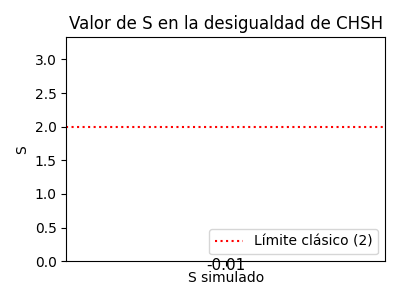 Valor de S en la desigualdad de CHSH
S
3.0
2.5
2.0
1.5
1.0
0.5
0.0
Límite clásico (2)
-0.01
S simulado